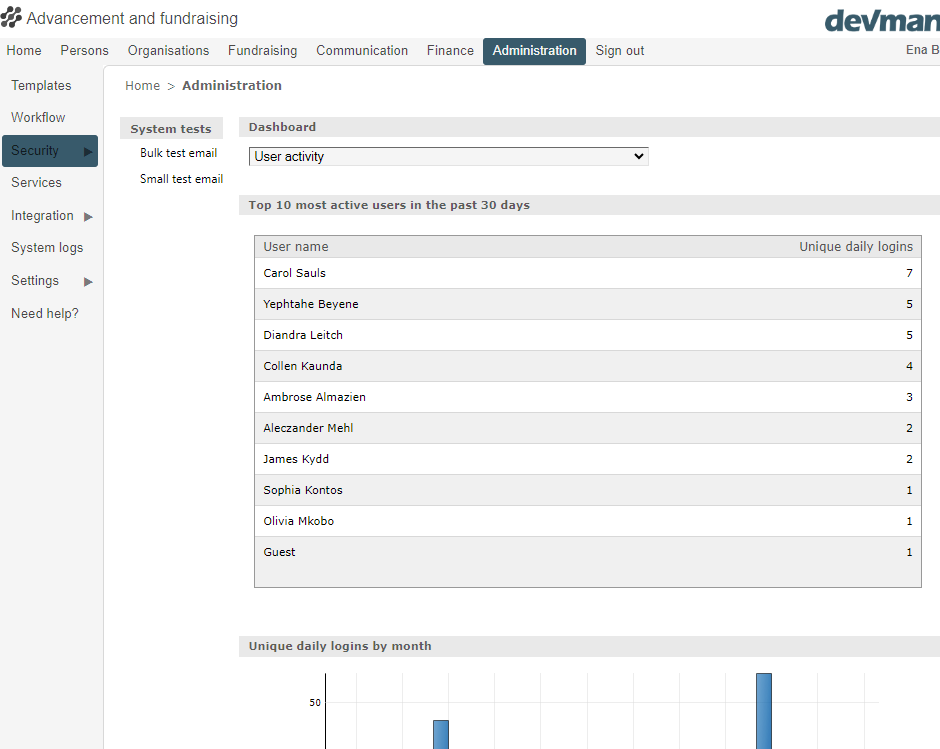 Advancement and fundraising
devman
Home Persons Organisations Fundraising Communication Finance Administration Sign out Ena B
Templates
Workflow
Security
Services
Integration
System logs
Settings
Need help?
Home > Administration
System tests
Bulk test email
Small test email
Dashboard
User activity
Top 10 most active users in the past 30 days
User name Unique daily logins
Carol Sauls 7
Yephtahe Beyene 5
Diandra Leitch 5
Collen Kaunda 4
Ambrose Almazien 3
Aleczander Mehl 2
James Kydd 2
Sophia Kontos 1
Olivia Mkobo 1
Guest 1
Unique daily logins by month
50